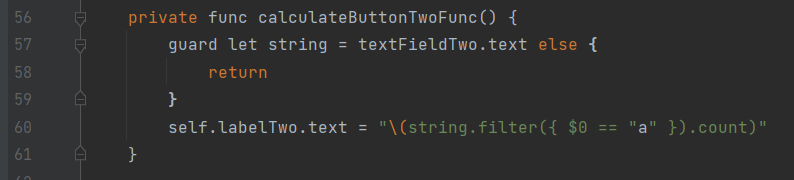 56 private func calculateButtonTwoFunc() {
57 guard let string = textFieldTwo.text else {
58 return
59 }
60 self.labelTwo.text = "\(string.filter({ $0 == "a" }).count)"
61 }